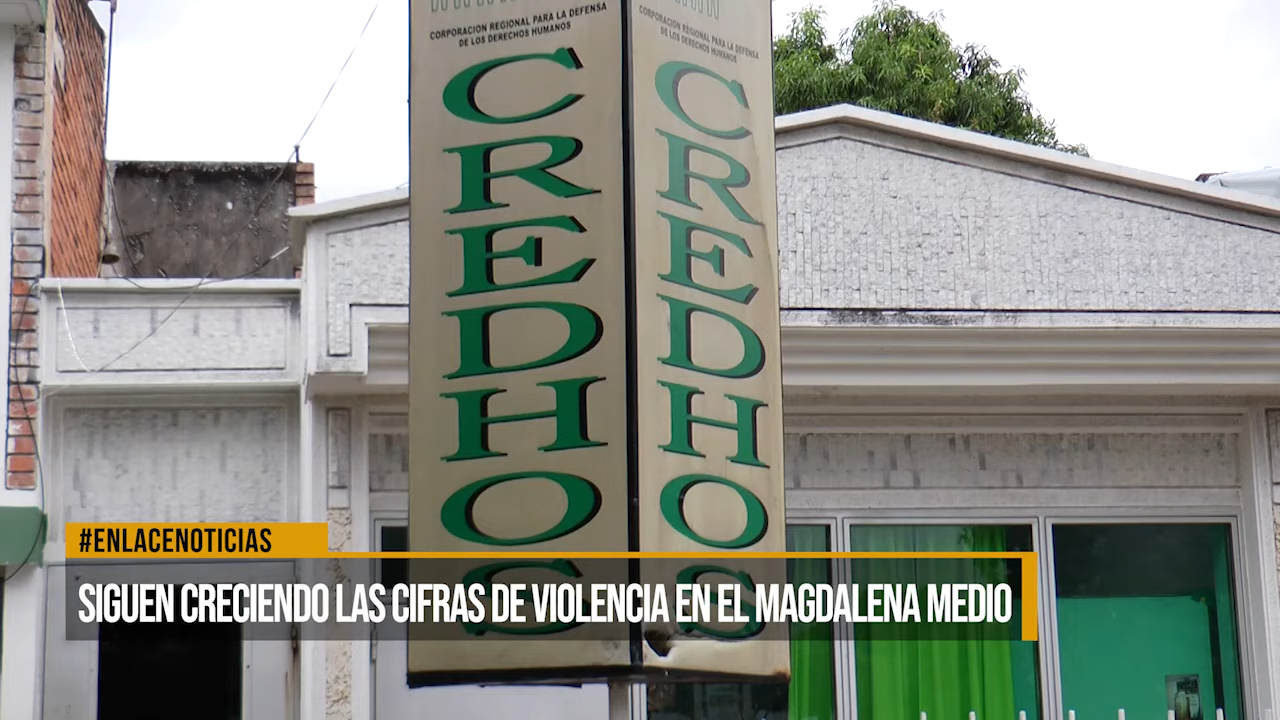 CORPORACION REGIONAL PARA LA DEFENSA
DE LOS DERECHOS HUMANOS
CREDHOS
CORPORACION REGIONAL PARA LA DEFENSA
DE LOS DERECHOS HUMANOS
CREDHOS
#ENLACENOTICIAS
SIGUEN CRECIENDO LAS CIFRAS DE VIOLENCIA EN EL MAGDALENA MEDIO